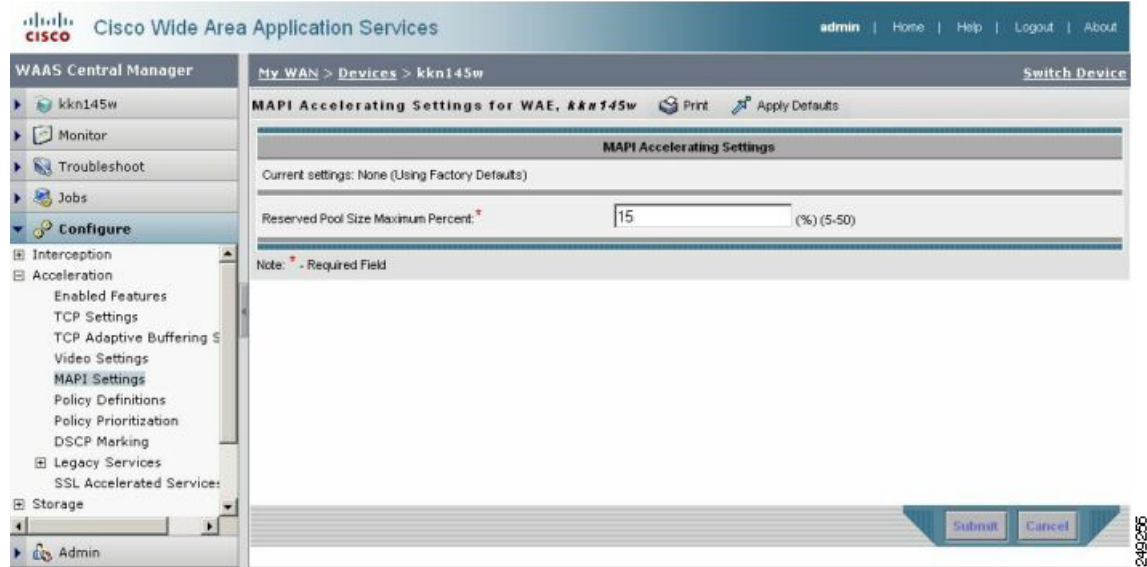 CISCO
Cisco Wide Area Application Services
admin | Home | Help | Logout | About
WAAS Central Manager
My WAN > Devices > kkn145w
Switch Device
kkn145w
Monitor
Troubleshoot
Jobs
Configure
Interception
Acceleration
Enabled Features
TCP Settings
TCP Adaptive Buffering S
Video Settings
MAPI Settings
Policy Definitions
Policy Prioritization
DSCP Marking
Legacy Services
SSL Accelerated Services
Storage
Admin
MAPI Accelerating Settings for WAE, kkn145w
Print
Apply Defaults
MAPI Accelerating Settings
Current settings: None (Using Factory Defaults)
Reserved Pool Size Maximum Percent:*
15
(%) (5-50)
Note: * - Required Field
Submit
Cancel
249255